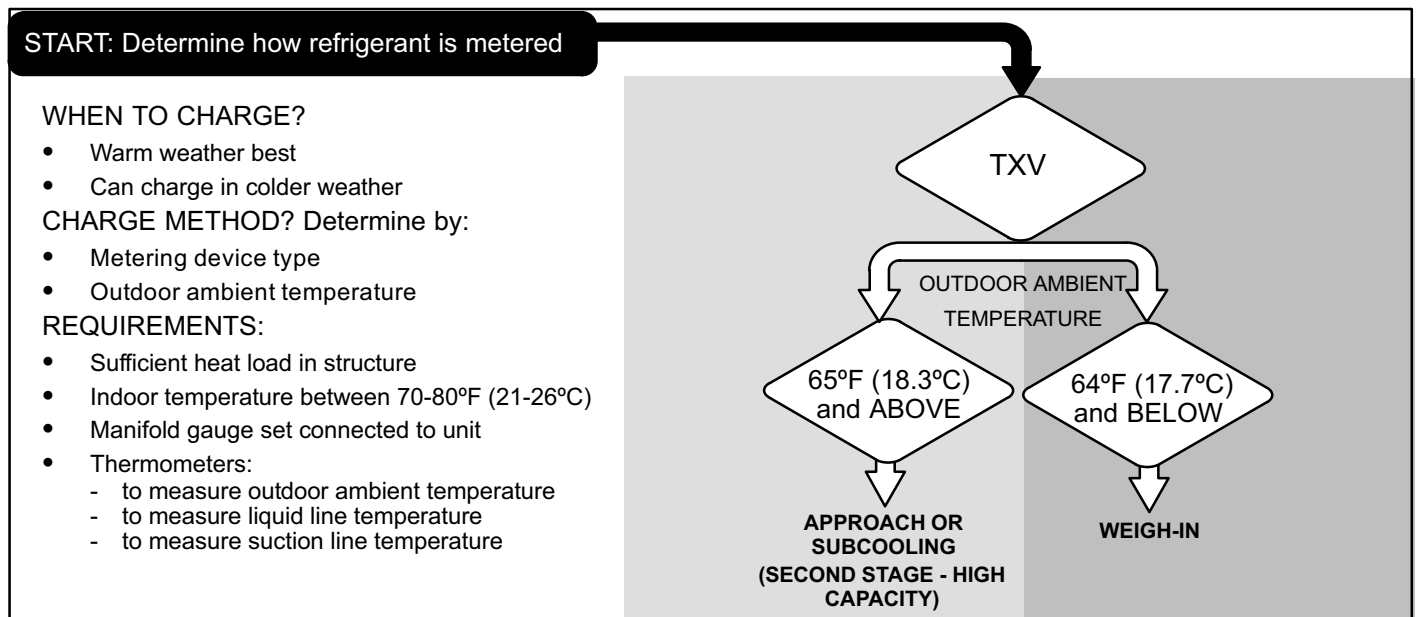 START: Determine how refrigerant is metered
WHEN TO CHARGE?
• Warm weather best
• Can charge in colder weather
CHARGE METHOD? Determine by:
• Metering device type
• Outdoor ambient temperature
REQUIREMENTS:
• Sufficient heat load in structure
• Indoor temperature between 70-80ºF (21-26ºC)
• Manifold gauge set connected to unit
• Thermometers:
- to measure outdoor ambient temperature
- to measure liquid line temperature
- to measure suction line temperature
TXV
OUTDOOR AMBIENT
TEMPERATURE
65ºF (18.3ºC)
and ABOVE
64ºF (17.7ºC)
and BELOW
APPROACH OR
SUBCOOLING
(SECOND STAGE - HIGH
CAPACITY)
WEIGH-IN